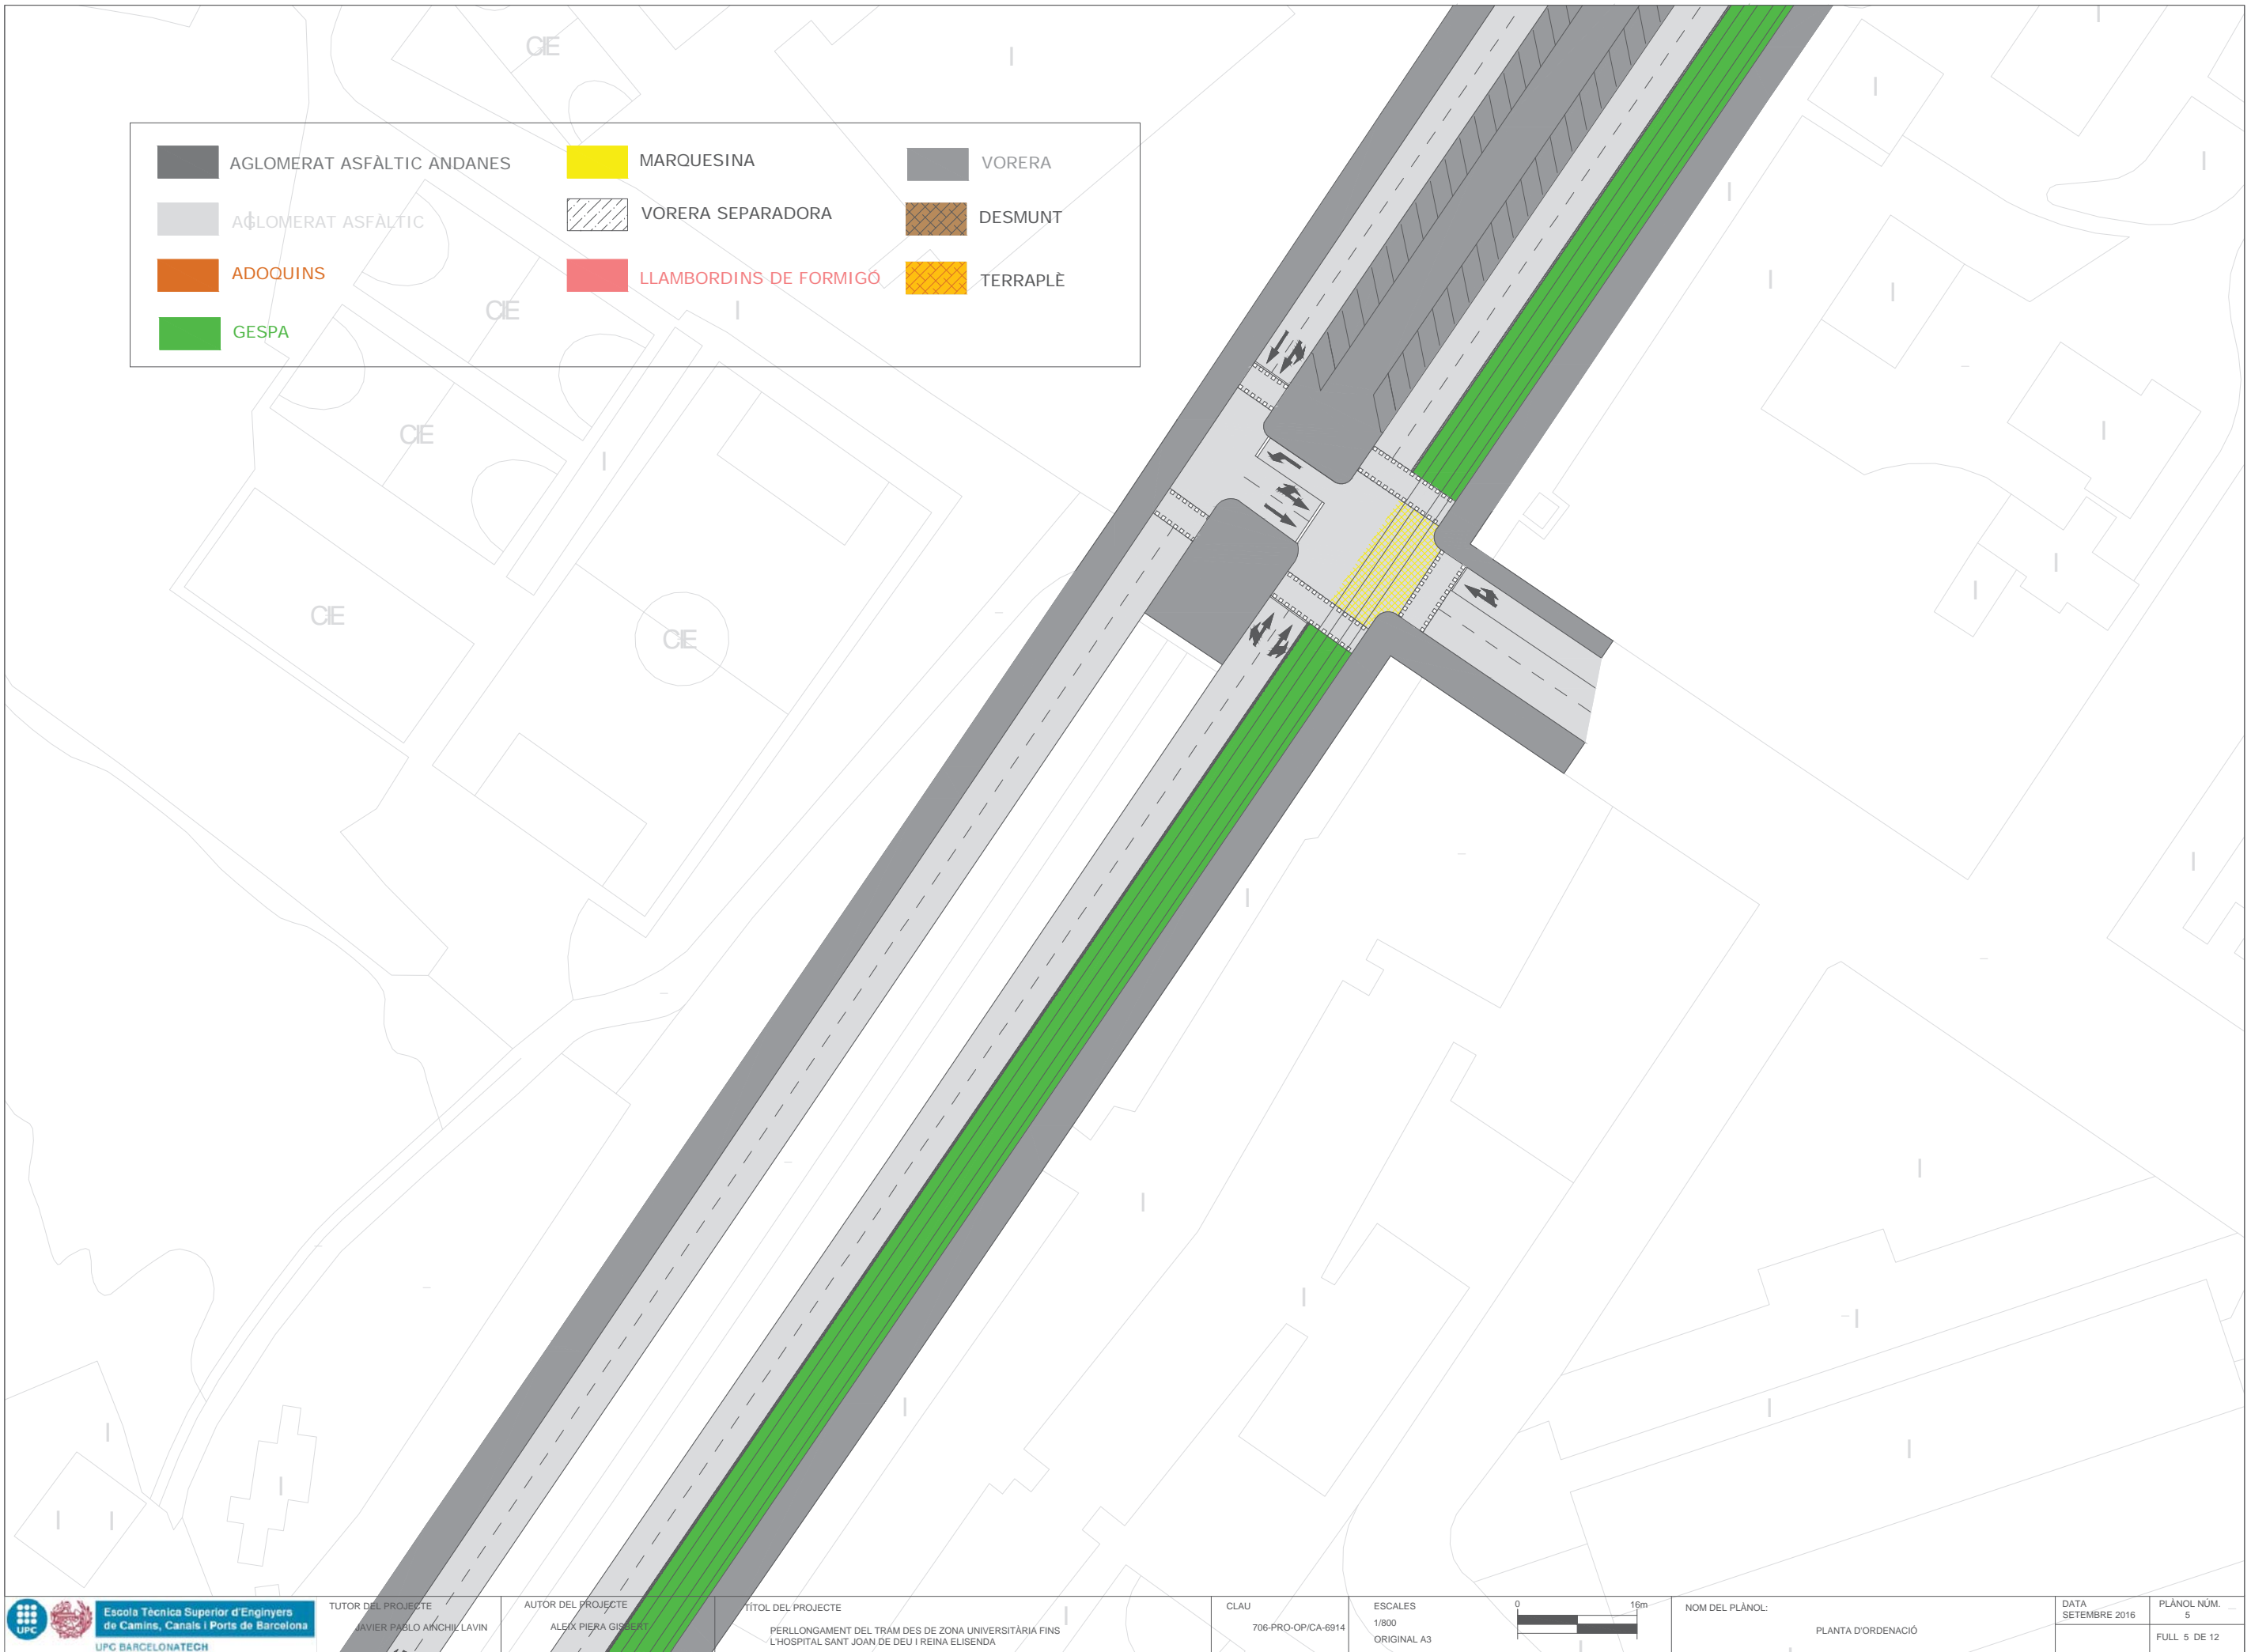 CIE
AGLOMERAT ASFÀLTIC ANDANES
MARQUESINA
VORERA
AGLOMERAT ASFÀLTIC
VORERA SEPARADORA
DESMUNT
ADOQUINS
LLAMBORDINS DE FORMIGÓ
TERRAPLÈ
GESPA
CIE
CIE
CIE
CIE
UPC
Escola Tècnica Superior d'Enginyers
de Camins, Canals i Ports de Barcelona
UPC BARCELONATECH
TUTOR DEL PROJECTE
JAVIER PABLO AINCHIL LAVIN
AUTOR DEL PROJECTE
ALEIX PIERA GISBERT
TÍTOL DEL PROJECTE
PERLLONGAMENT DEL TRAM DES DE ZONA UNIVERSITÀRIA FINS
L'HOSPITAL SANT JOAN DE DEU I REINA ELISENDA
CLAU
706-PRO-OP/CA-6914
ESCALES
1/800
ORIGINAL A3
0 16m
NOM DEL PLÀNOL:
PLANTA D'ORDENACIÓ
DATA
SETEMBRE 2016
PLÀNOL NÚM.
5
FULL 5 DE 12